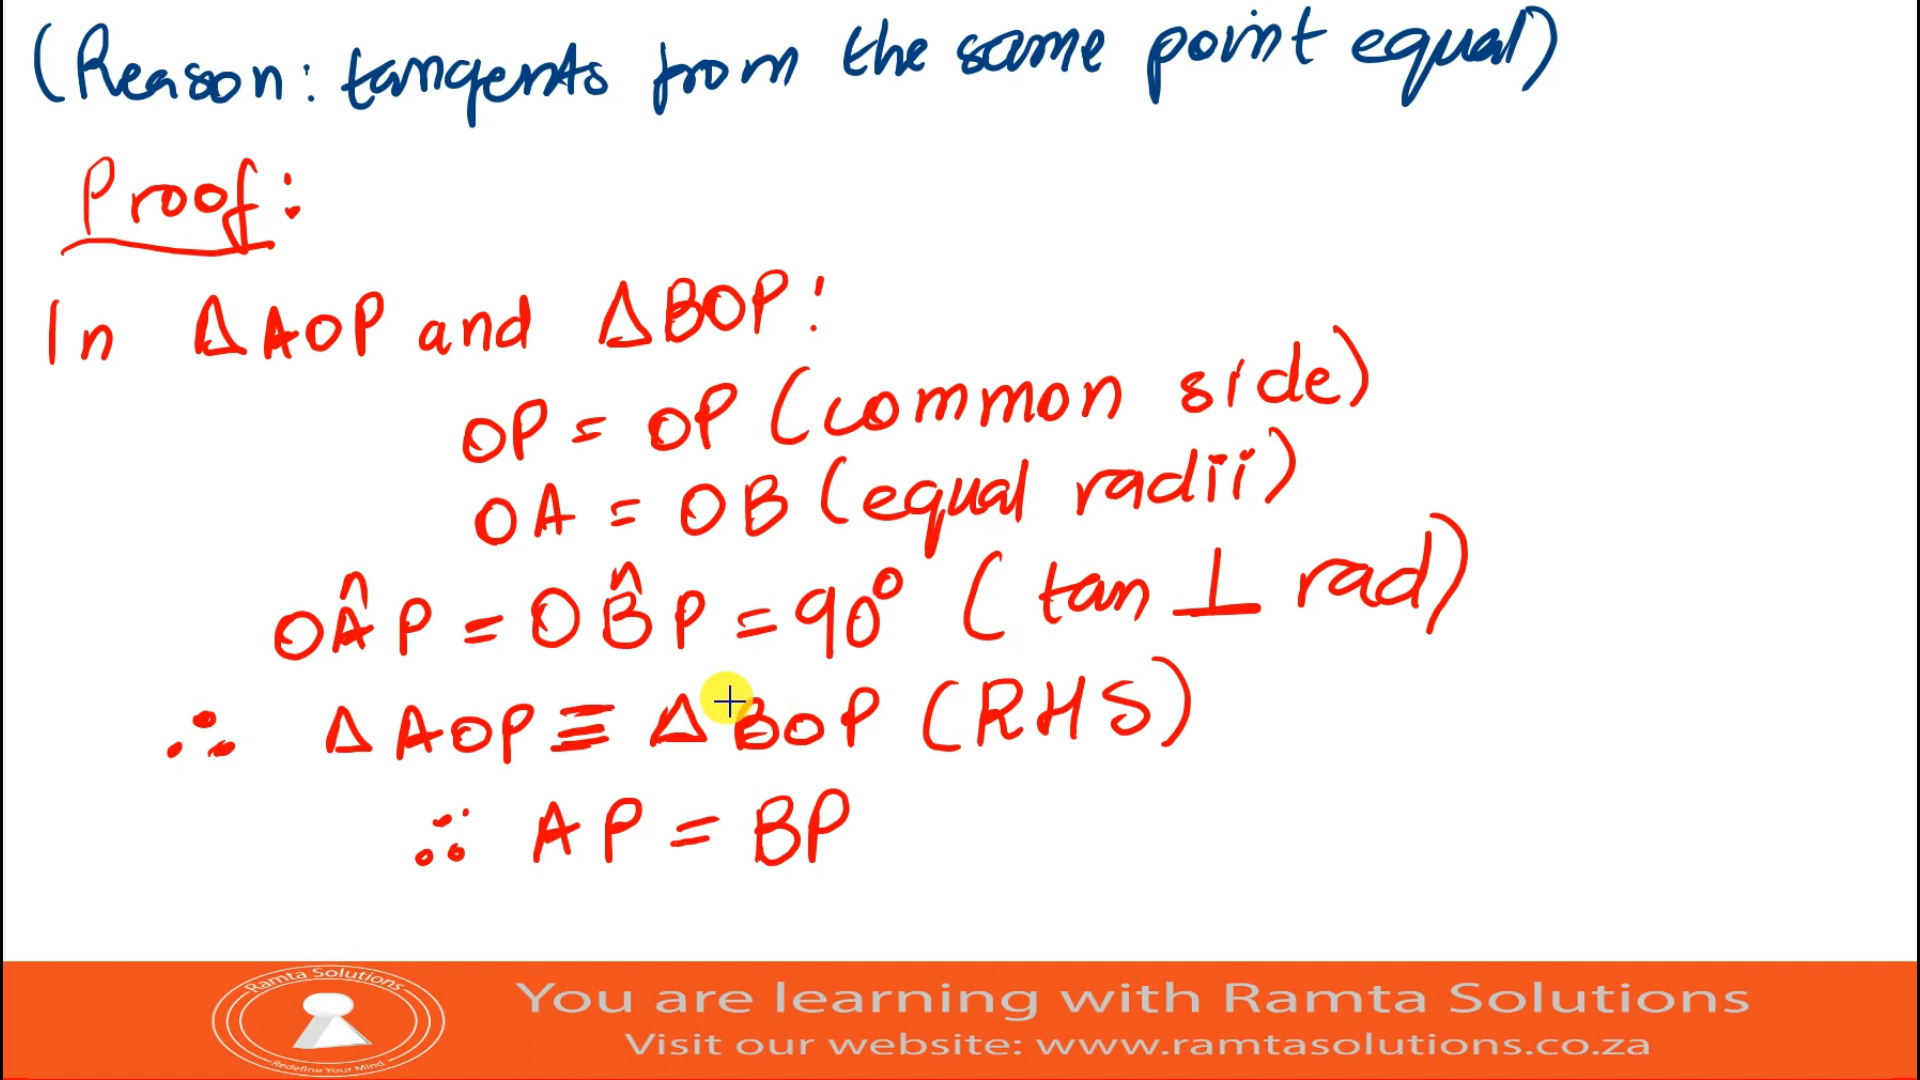 (Reason: tangents from the same point equal)
Proof:
In ΔAOP and ΔBOP:
OP = OP (common side)
OA = OB (equal radii)
OÂP = OB̂P = 90° (tan ⊥ rad)
∴ ΔAOP ≡ ΔBOP (RHS)
∴ AP = BP
Ramta Solutions
Redefine Your Mind
You are learning with Ramta Solutions
Visit our website: www.ramtasolutions.co.za